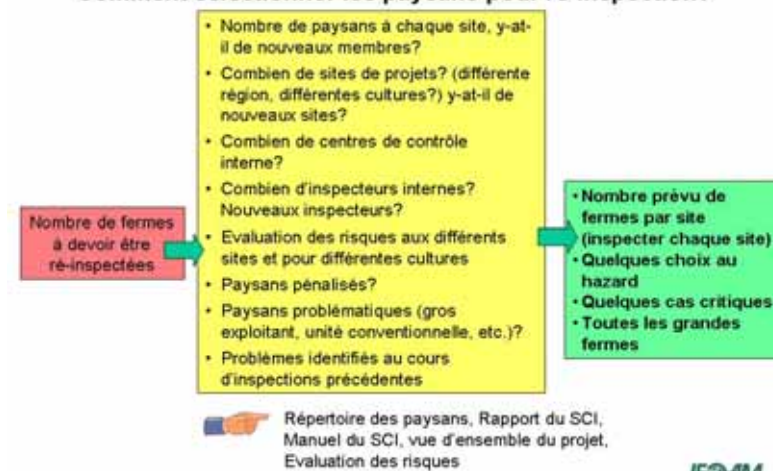 Nombre de fermes
à devoir être
ré-inspectées
• Nombre de paysans à chaque site, y-at-
il de nouveaux membres?
• Combien de sites de projets? (différente
région, différentes cultures?) y-at-il de
nouveaux sites?
• Combien de centres de contrôle
interne?
• Combien d'inspecteurs internes?
Nouveaux inspecteurs?
• Evaluation des risques aux différents
sites et pour différentes cultures
• Paysans pénalisés?
• Paysans problématiques (gros
exploitant, unité conventionnelle, etc.)?
• Problèmes identifiés au cours
d'inspections précédentes
• Nombre prévu de
fermes par site
(inspecter chaque site)
• Quelques choix au
hazard
• Quelques cas critiques
• Toutes les grandes
fermes
Répertoire des paysans, Rapport du SCI,
Manuel du SCI, vue d'ensemble du projet,
Evaluation des risques
IFOAM